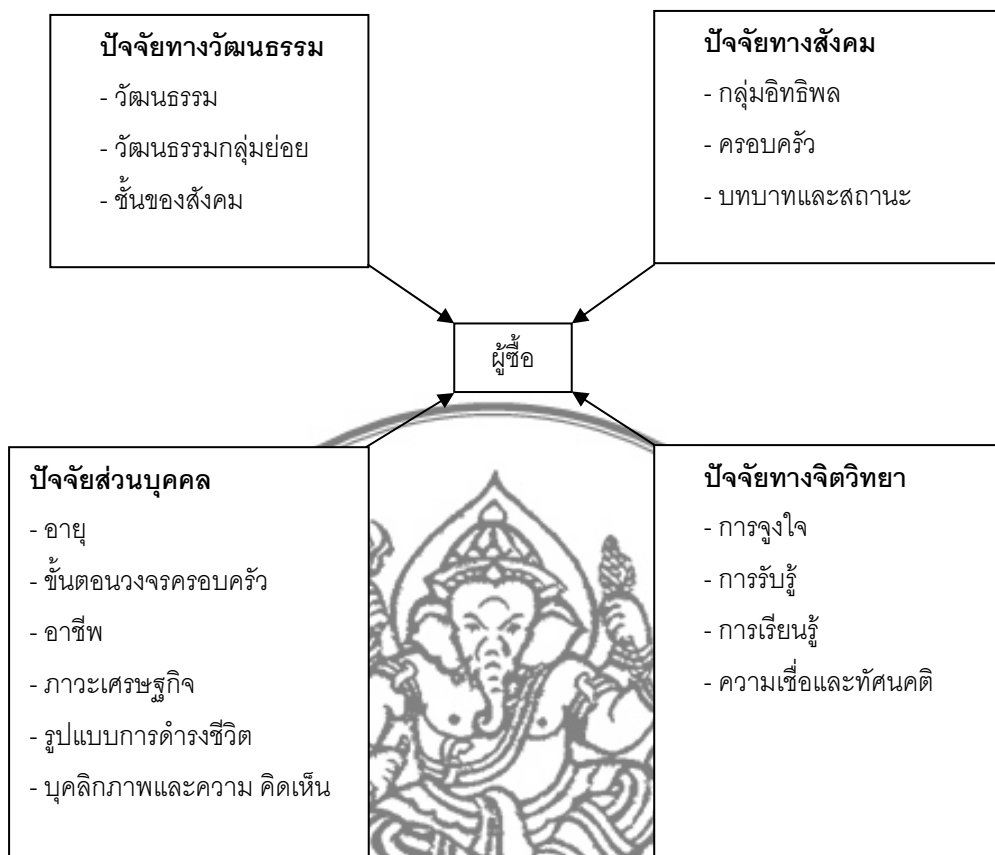 ปัจจัยทางวัฒนธรรม
- วัฒนธรรม
- วัฒนธรรมกลุ่มย่อย
- ชั้นของสังคม
ปัจจัยทางสังคม
- กลุ่มอิทธิพล
- ครอบครัว
- บทบาทและสถานะ
ผู้ซื้อ
ปัจจัยส่วนบุคคล
- อายุ
- ขั้นตอนวงจรครอบครัว
- อาชีพ
- ภาวะเศรษฐกิจ
- รูปแบบการดำรงชีวิต
- บุคลิกภาพและความ คิดเห็น
ปัจจัยทางจิตวิทยา
- การจูงใจ
- การรับรู้
- การเรียนรู้
- ความเชื่อและทัศนคติ